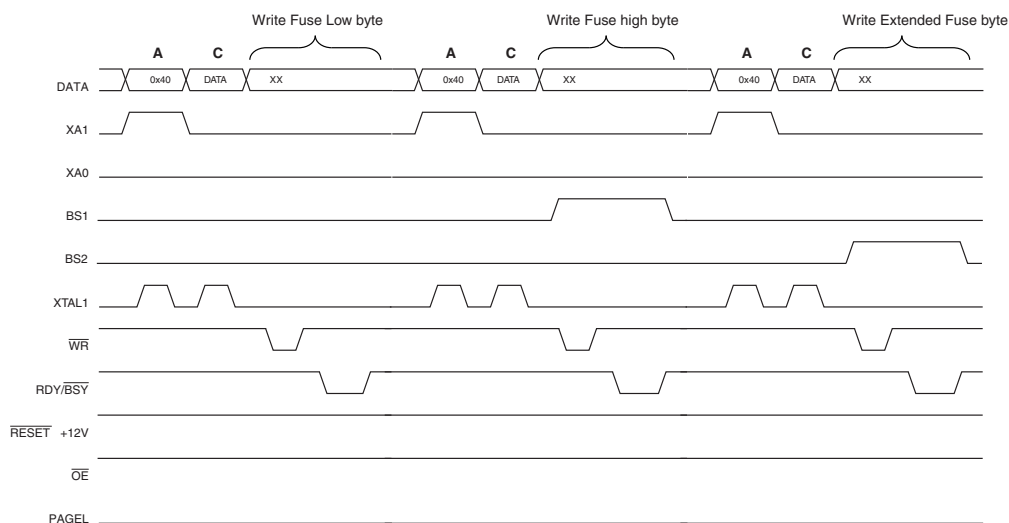 Write Fuse Low byte Write Fuse high byte Write Extended Fuse byte
A C A C A C
DATA 0x40 DATA XX 0x40 DATA XX 0x40 DATA XX
XA1
XA0
BS1
BS2
XTAL1
WR
RDY/BSY
RESET +12V
OE
PAGEL